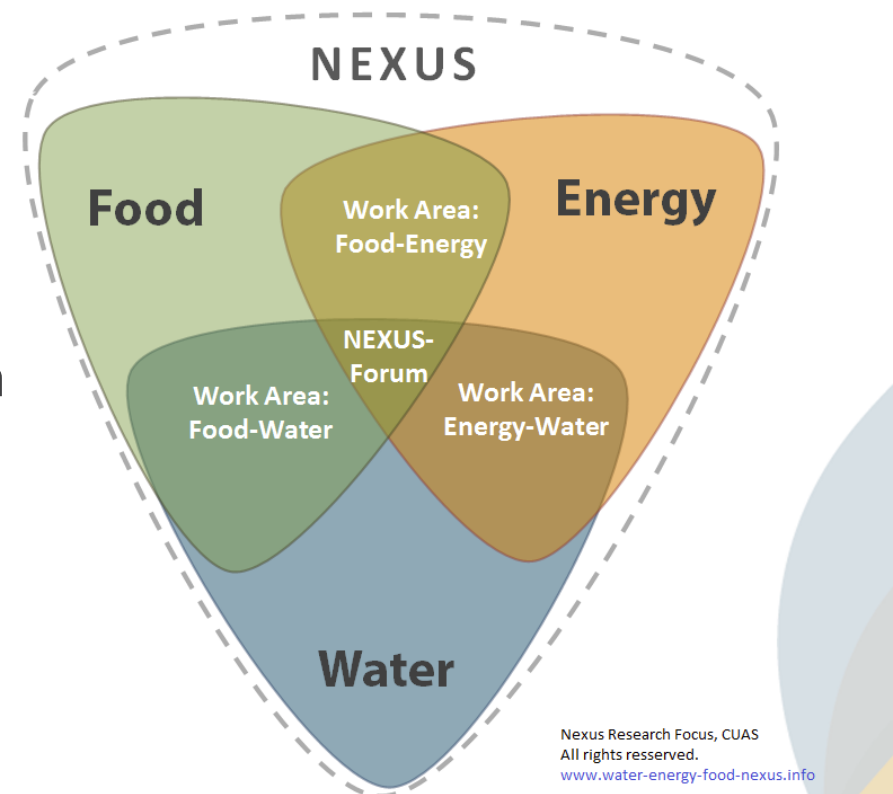 NEXUS
Food
Energy
Work Area:
Food-Energy
NEXUS-
Forum
Work Area:
Food-Water
Work Area:
Energy-Water
Water
Nexus Research Focus, CUAS
All rights resserved.
www.water-energy-food-nexus.info